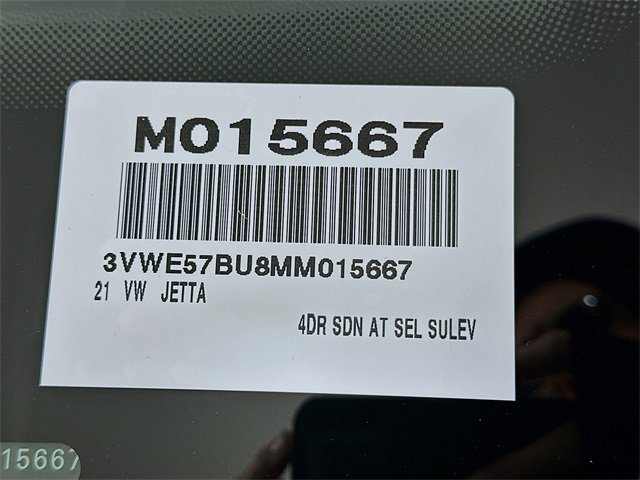 M015667
3VWE57BU8MM015667
21 VW JETTA
4DR SDN AT SEL SULEV
15667